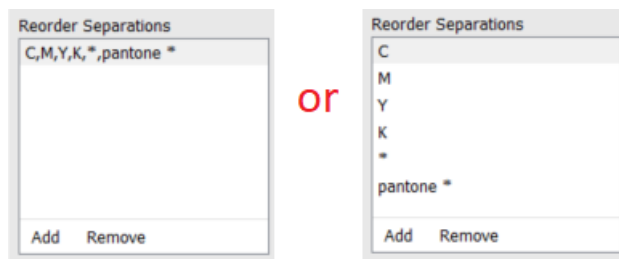 Reorder Separations
C,M,Y,K,*,pantone *
Add Remove
or
Reorder Separations
C
M
Y
K
*
pantone *
Add Remove